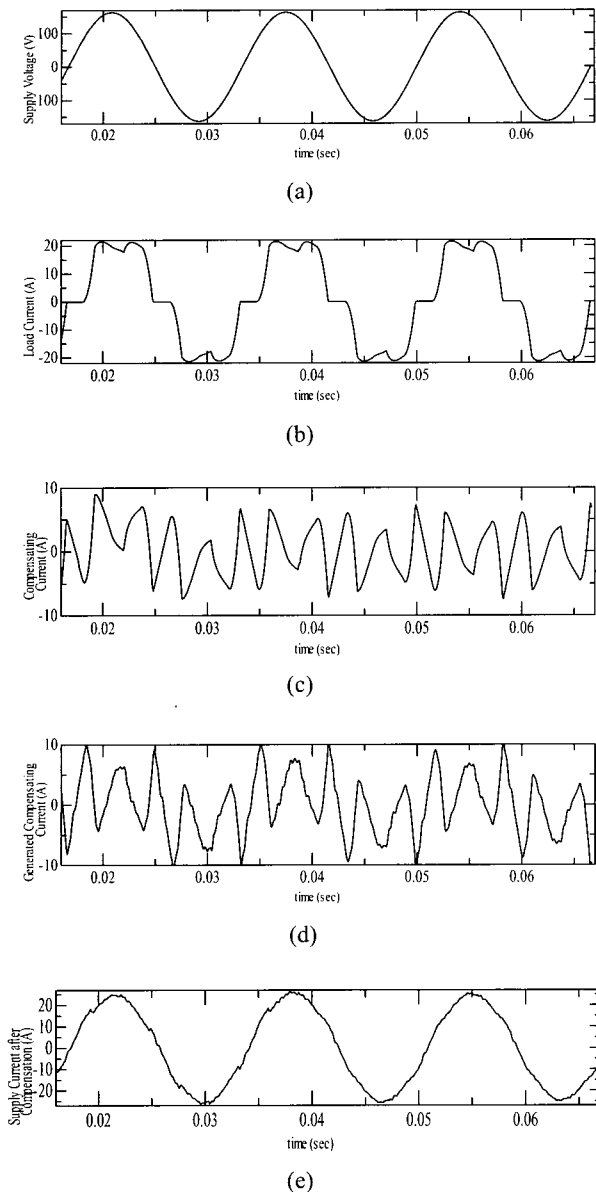 Supply Voltage (V)
100
0
100
0.02 0.03 0.04 0.05 0.06
time (sec)
(a)
Load Current (A)
20
10
0
-10
-20
0.02 0.03 0.04 0.05 0.06
time (sec)
(b)
Compensating
Current (A)
10
0
-10
0.02 0.03 0.04 0.05 0.06
time (sec)
(c)
Generated Compensating
Current (A)
10
0
-10
0.02 0.03 0.04 0.05 0.06
time (sec)
(d)
Supply Current after
Compensation (A)
20
10
0
-10
-20
0.02 0.03 0.04 0.05 0.06
time (sec)
(e)